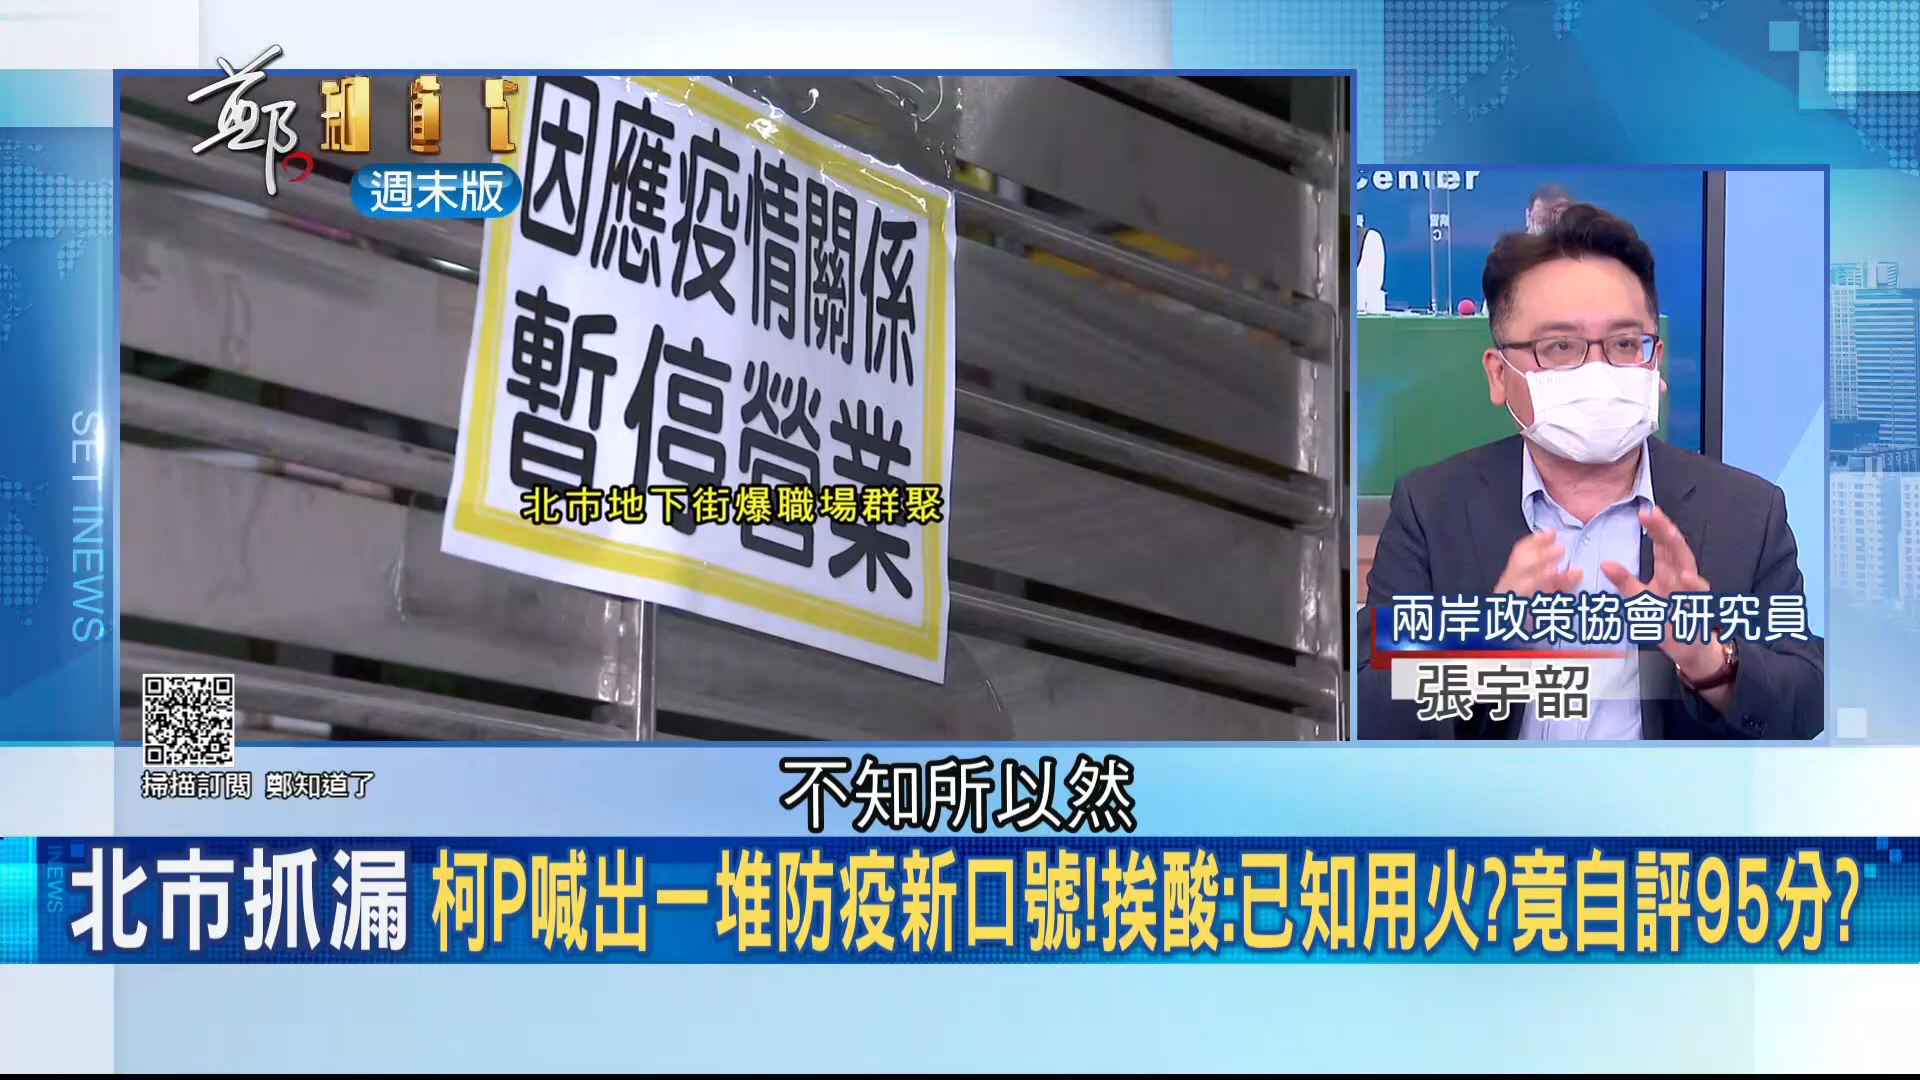 鄭知道了
週末版
因應疫情關係
暫停營業
北市地下街爆職場群聚
Center
兩岸政策協會研究員
張宇韶
SET INEWS
掃描訂閱 鄭知道了
不知所以然
INEWS
北市抓漏
柯P喊出一堆防疫新口號!挨酸:已知用火?竟自評95分?